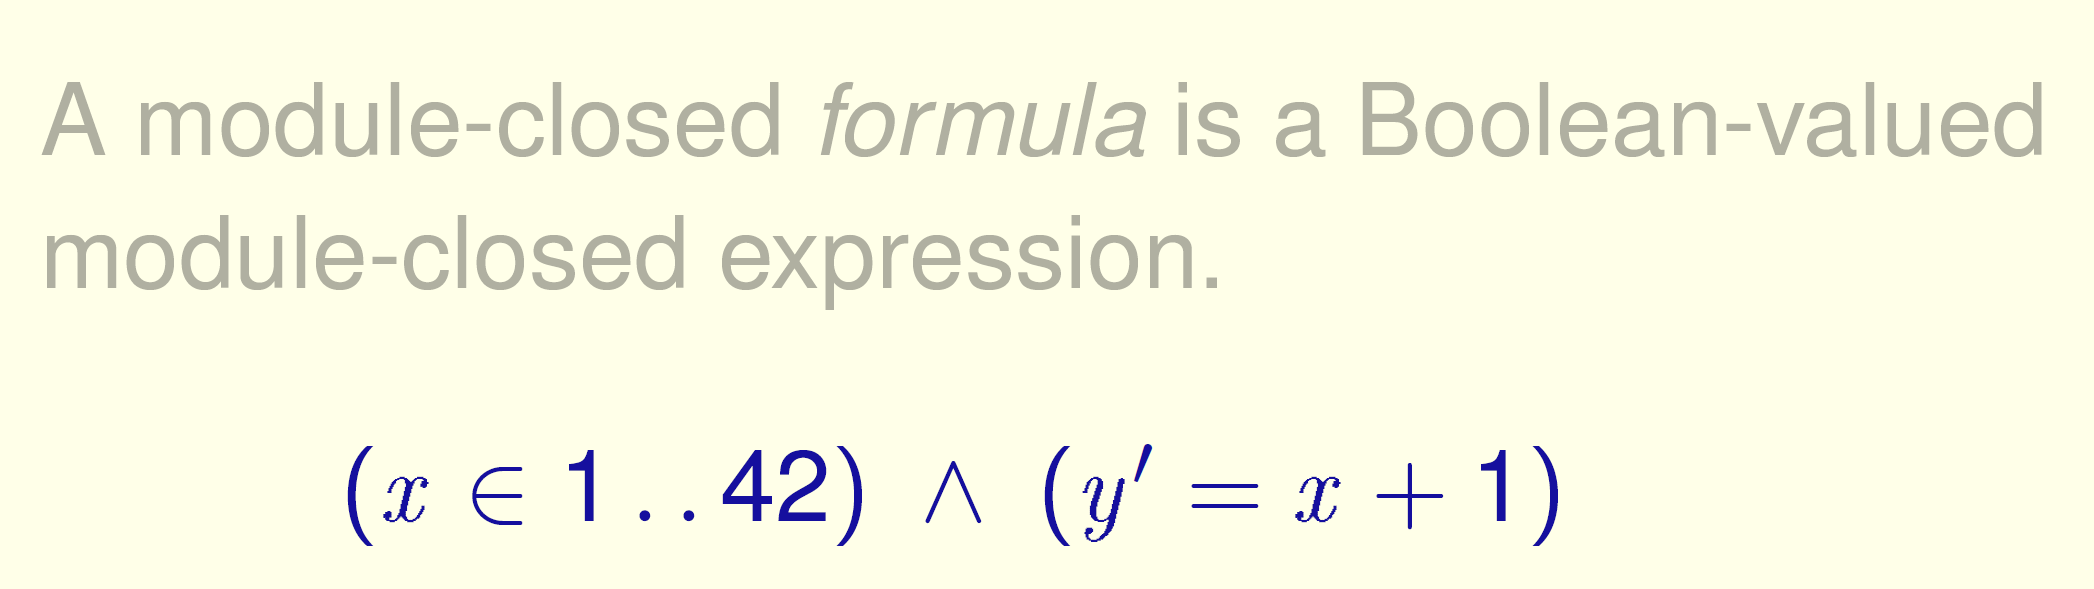 A module-closed formula is a Boolean-valued
module-closed expression.
(x ∈ 1 . . 42) ∧ (y′ = x + 1)